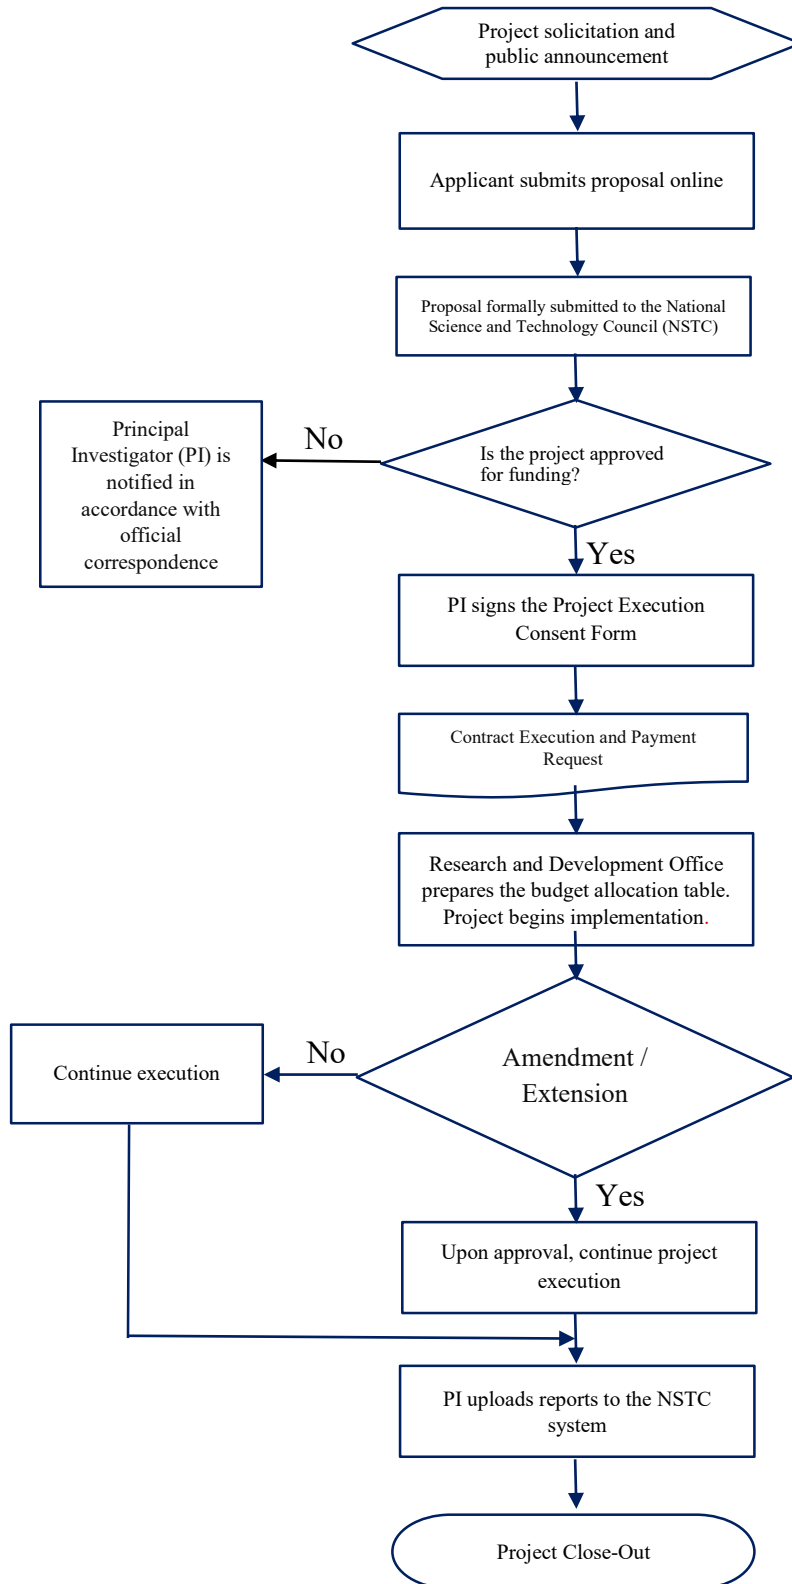 Project solicitation and
public announcement
Applicant submits proposal online
Proposal formally submitted to the National
Science and Technology Council (NSTC)
Principal
Investigator (PI) is
notified in
accordance with
official
correspondence
No
Is the project approved
for funding?
Yes
PI signs the Project Execution
Consent Form
Contract Execution and Payment
Request
Research and Development Office
prepares the budget allocation table.
Project begins implementation.
Continue execution
No
Amendment /
Extension
Yes
Upon approval, continue project
execution
PI uploads reports to the NSTC
system
Project Close-Out